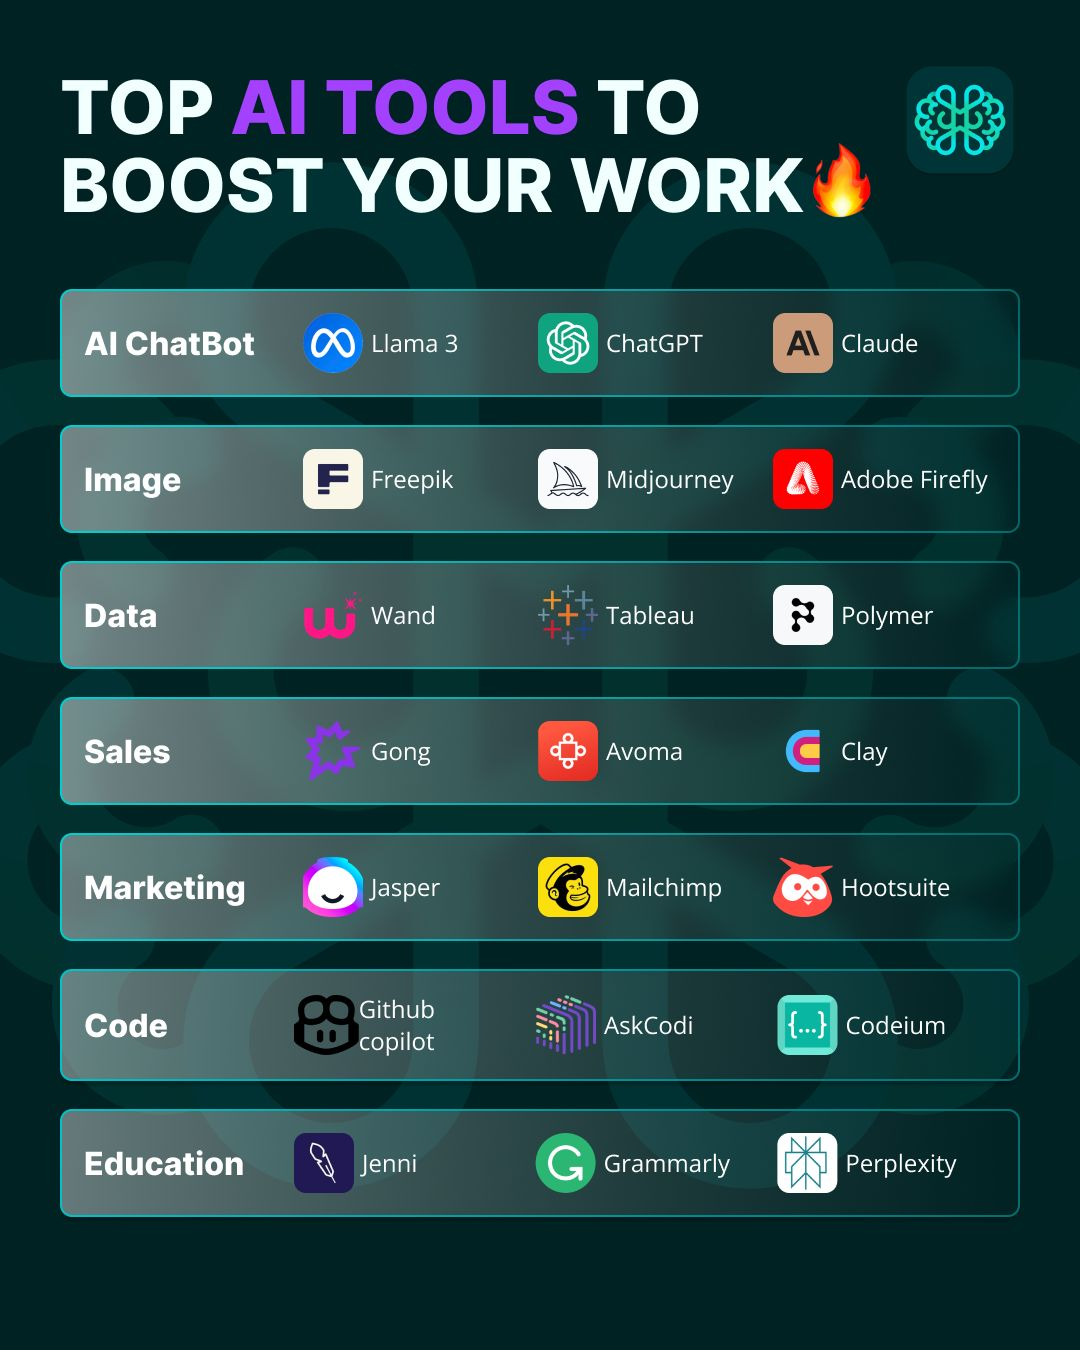 TOP AI TOOLS TO
BOOST YOUR WORK🔥
AI ChatBot Llama 3 ChatGPT Claude
Image Freepik Midjourney Adobe Firefly
Data Wand Tableau Polymer
Sales Gong Avoma Clay
Marketing Jasper Mailchimp Hootsuite
Code Github copilot AskCodi {...} Codeium
Education Jenni Grammarly Perplexity